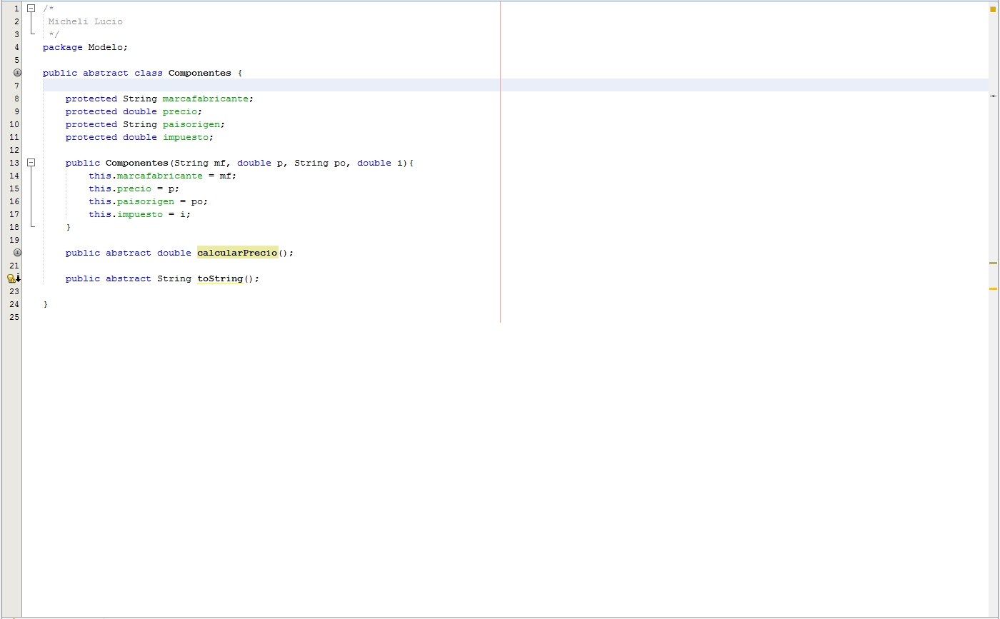 1 /*
2 Micheli Lucio
3 */
4 package Modelo;
5
public abstract class Componentes {
7
8 protected String marcafabricante;
9 protected double precio;
10 protected String paisorigen;
11 protected double impuesto;
12
13 public Componentes(String mf, double p, String po, double i){
14 this.marcafabricante = mf;
15 this.precio = p;
16 this.paisorigen = po;
17 this.impuesto = i;
18 }
19
public abstract double calcularPrecio();
21
public abstract String toString();
23
24 }
25